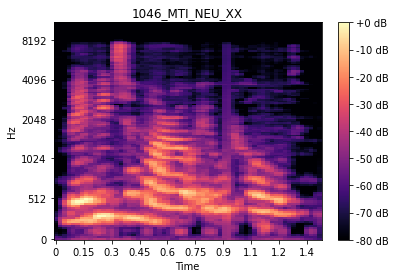 1046_MTI_NEU_XX
Hz
8192
4096
2048
1024
512
0
0 0.15 0.3 0.45 0.6 0.75 0.9 1.1 1.2 1.4
Time
+0 dB
-10 dB
-20 dB
-30 dB
-40 dB
-50 dB
-60 dB
-70 dB
-80 dB